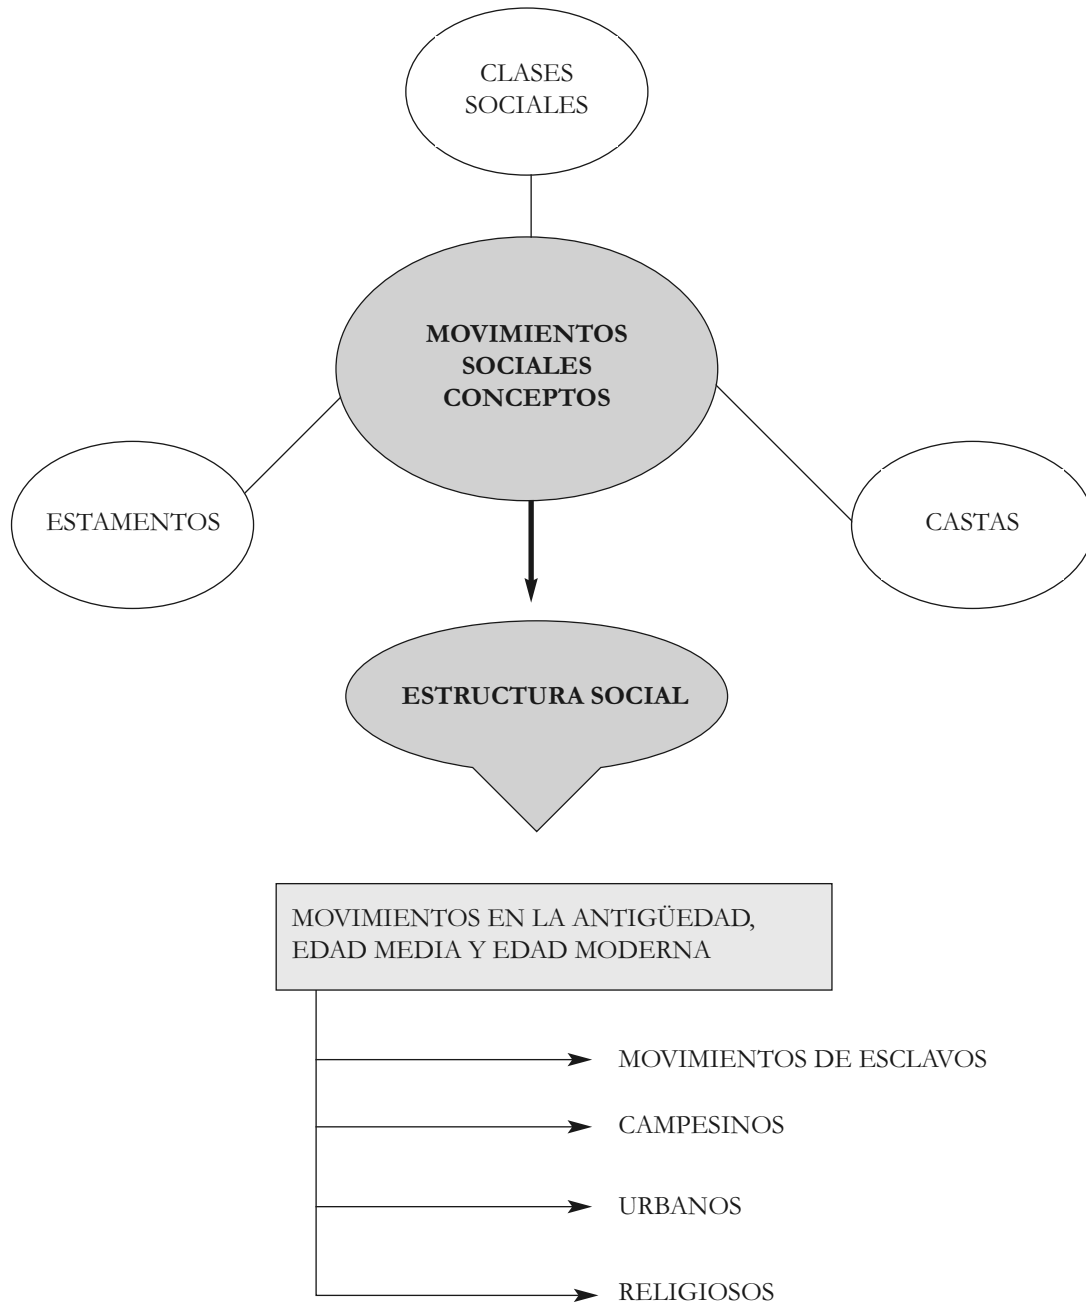 CLASES
SOCIALES
MOVIMIENTOS
SOCIALES
CONCEPTOS
ESTAMENTOS
CASTAS
ESTRUCTURA SOCIAL
MOVIMIENTOS EN LA ANTIGÜEDAD,
EDAD MEDIA Y EDAD MODERNA
MOVIMIENTOS DE ESCLAVOS
CAMPESINOS
URBANOS
RELIGIOSOS